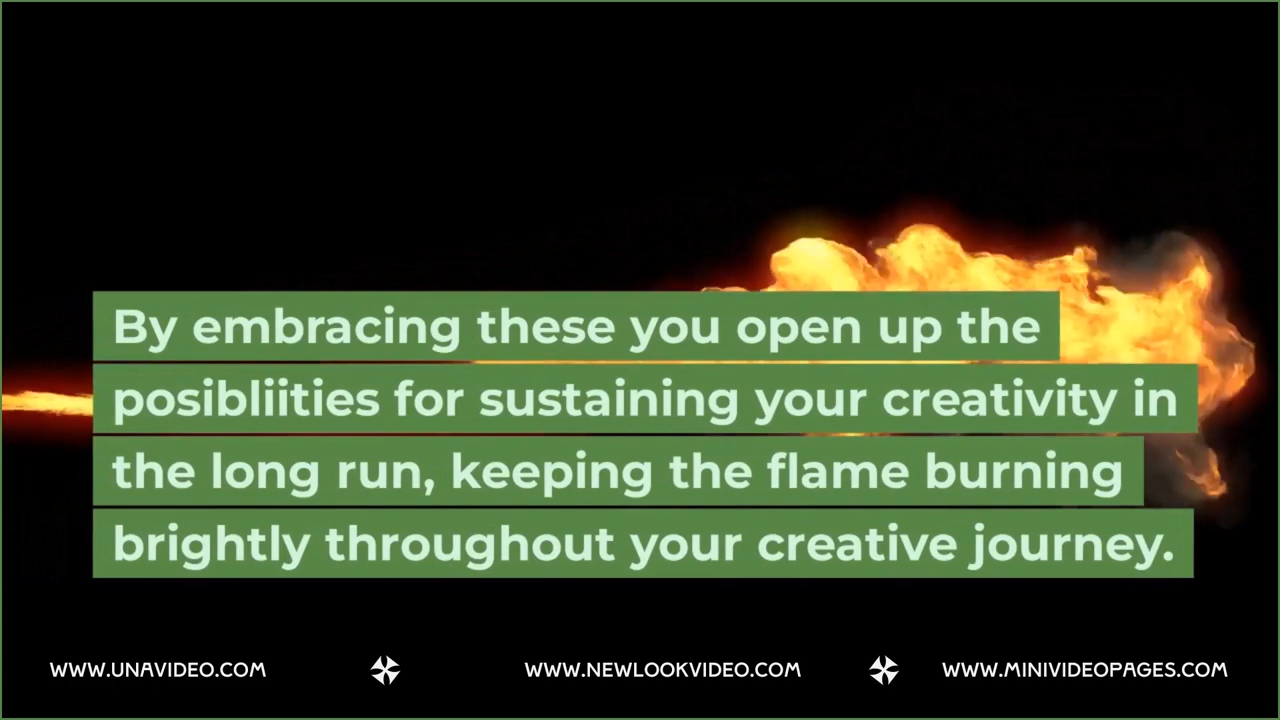 By embracing these you open up the
posibliities for sustaining your creativity in
the long run, keeping the flame burning
brightly throughout your creative journey.
WWW.UNAVIDEO.COM WWW.NEWLOOKVIDEO.COM WWW.MINIVIDEOPAGES.COM